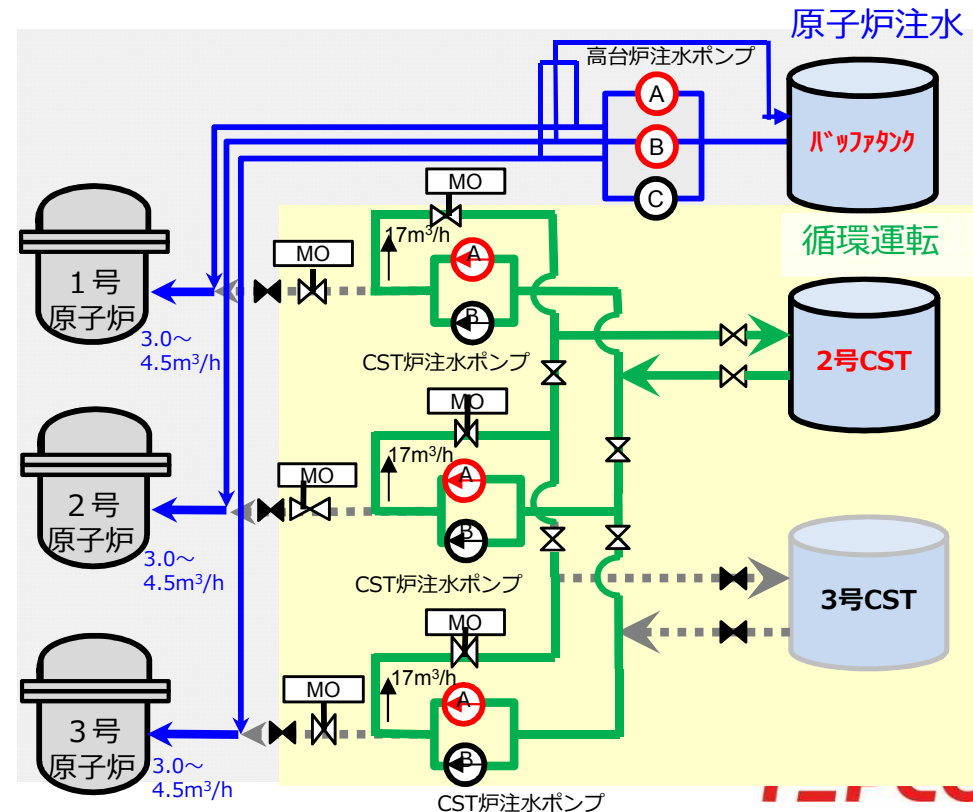 原子炉注水
高台炉注水ポンプ
A
B
C
バッファタンク
循環運転
MO
17m³/h
MO
A
B
CST炉注水ポンプ
1号
原子炉
3.0～
4.5m³/h
2号CST
MO
17m³/h
MO
A
B
CST炉注水ポンプ
2号
原子炉
3.0～
4.5m³/h
3号CST
MO
17m³/h
MO
A
B
CST炉注水ポンプ
3号
原子炉
3.0～
4.5m³/h